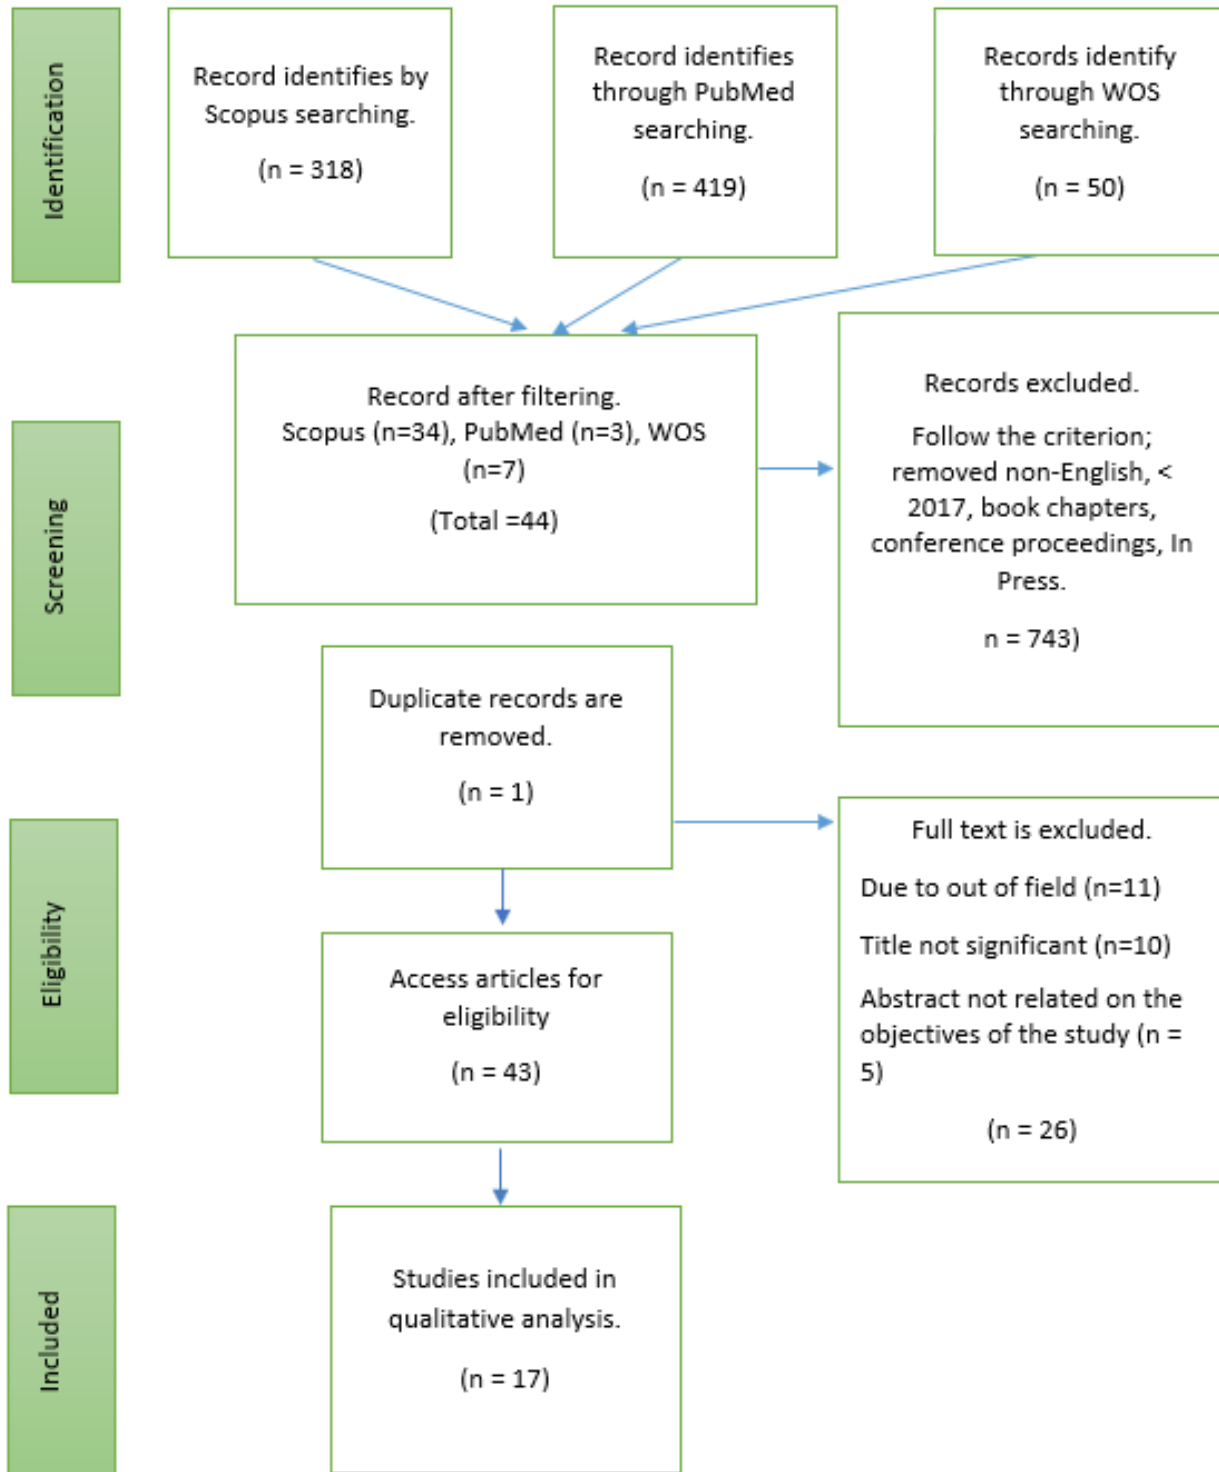 Identification
Record identifies by
Scopus searching.
(n = 318)
Record identifies
through PubMed
searching.
(n = 419)
Records identify
through WOS
searching.
(n = 50)
Screening
Record after filtering.
Scopus (n=34), PubMed (n=3), WOS
(n=7)
(Total =44)
Records excluded.
Follow the criterion;
removed non-English, <
2017, book chapters,
conference proceedings, In
Press.
n = 743)
Duplicate records are
removed.
(n = 1)
Eligibility
Full text is excluded.
Due to out of field (n=11)
Title not significant (n=10)
Abstract not related on the
objectives of the study (n =
5)
(n = 26)
Access articles for
eligibility
(n = 43)
Included
Studies included in
qualitative analysis.
(n = 17)